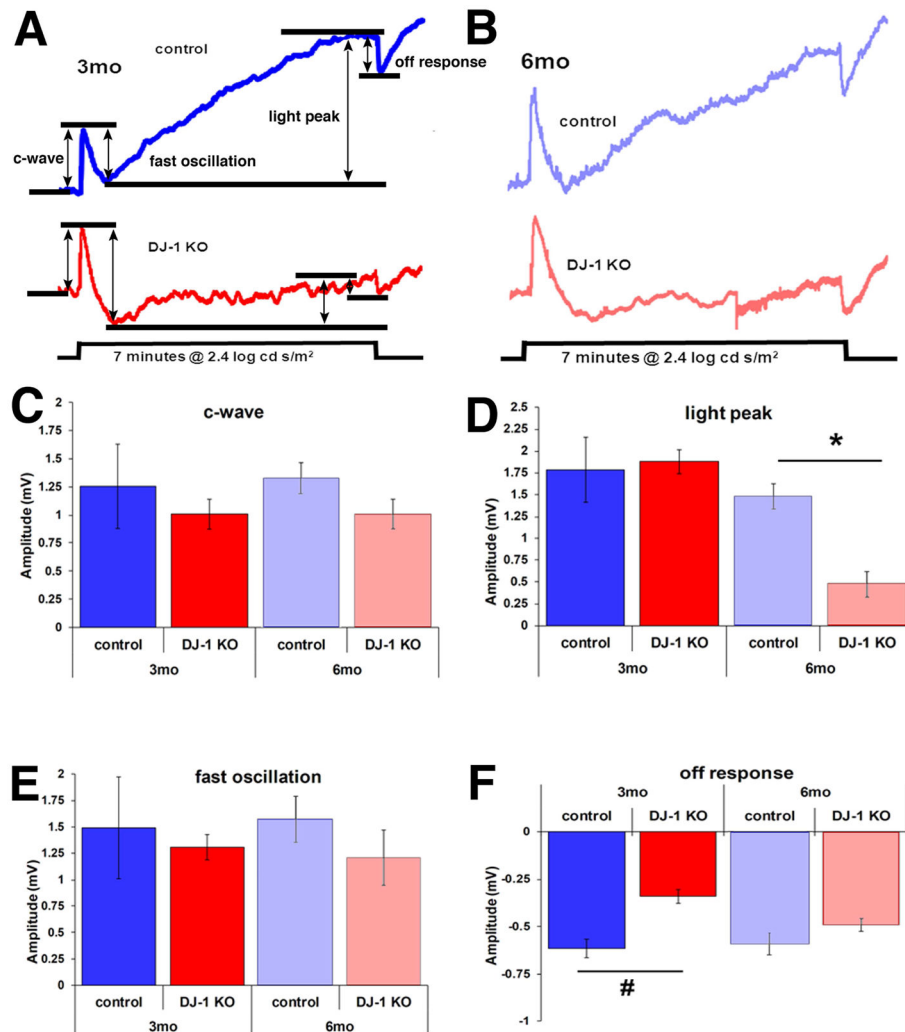 A
control
3mo
off response
light peak
c-wave
fast oscillation
DJ-1 KO
7 minutes @ 2.4 log cd s/m²
B
6mo
control
DJ-1 KO
7 minutes @ 2.4 log cd s/m²
C
c-wave
Amplitude (mV)
2
1.75
1.5
1.25
1
0.75
0.5
0.25
0
control DJ-1 KO control DJ-1 KO
3mo 6mo
D
light peak
Amplitude (mV)
2.5
2.25
2
1.75
1.5
1.25
1
0.75
0.5
0.25
0
*
control DJ-1 KO control DJ-1 KO
3mo 6mo
E
fast oscillation
Amplitude (mV)
2
1.75
1.5
1.25
1
0.75
0.5
0.25
0
control DJ-1 KO control DJ-1 KO
3mo 6mo
F
off response
3mo 6mo
control DJ-1 KO control DJ-1 KO
Amplitude (mV)
0
-0.25
-0.5
-0.75
-1
#